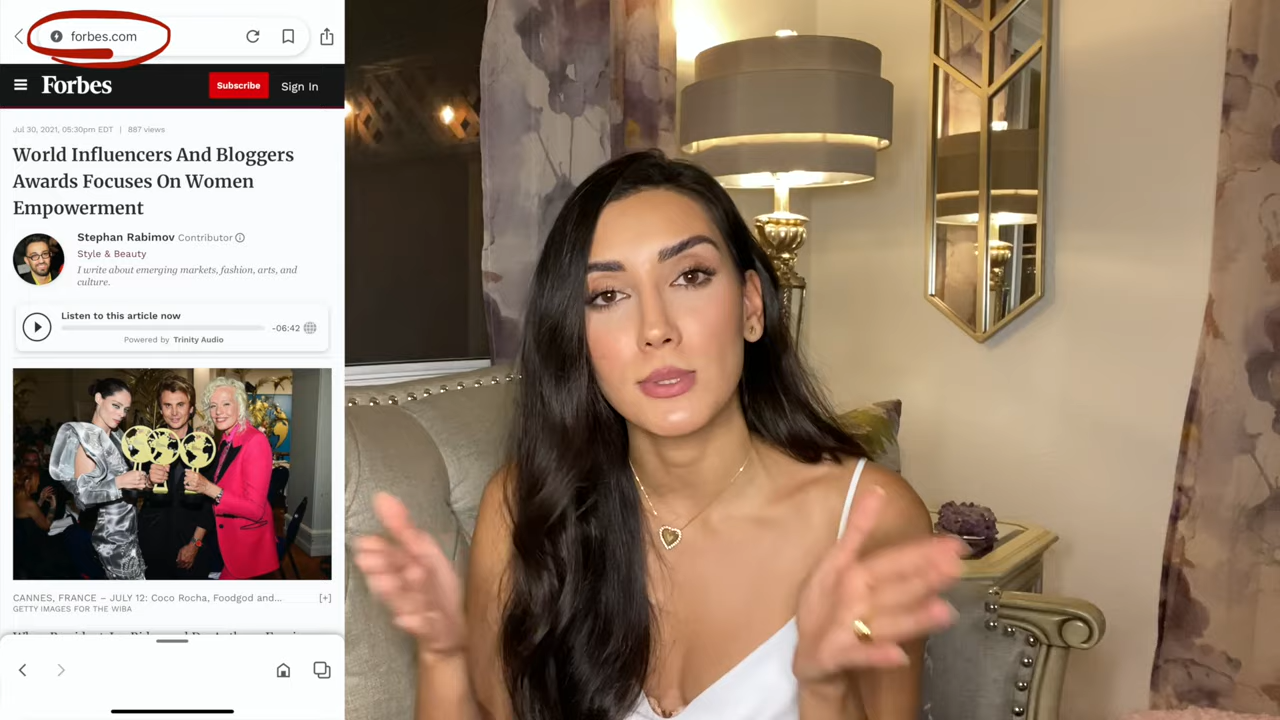 forbes.com
Forbes
Subscribe
Sign In
Jul 30, 2021, 05:30pm EDT | 887 views
World Influencers And Bloggers
Awards Focuses On Women
Empowerment
Stephan Rabimov Contributor
Style & Beauty
I write about emerging markets, fashion, arts, and
culture.
Listen to this article now
-06:42
Powered by Trinity Audio
CANNES, FRANCE – JULY 12: Coco Rocha, Foodgod and...
[+]
GETTY IMAGES FOR THE WIBA